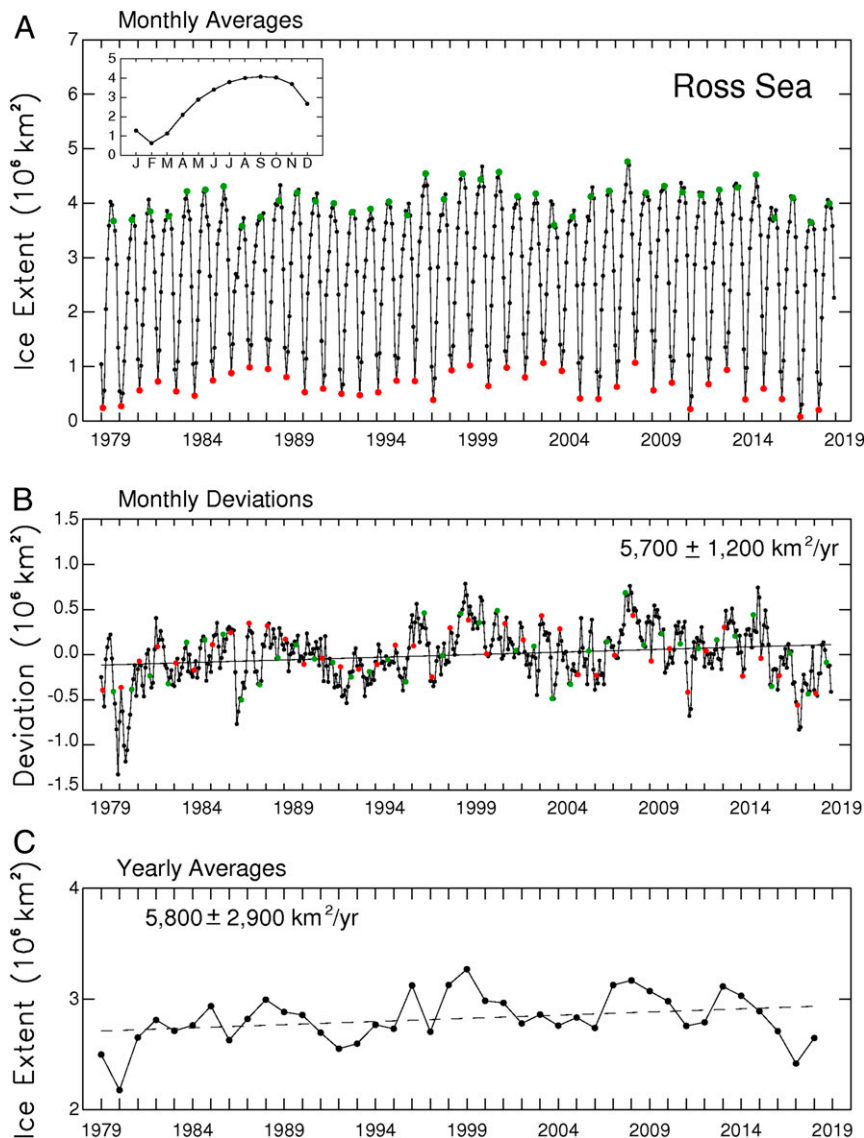 A
Monthly Averages
Ice Extent (10⁶ km²)
7
6
5
4
3
2
1
0
5
4
3
2
1
0
J F M A M J J A S O N D
Ross Sea
1979 1984 1989 1994 1999 2004 2009 2014 2019
B
Monthly Deviations
Deviation (10⁶ km²)
1.5
1.0
0.5
0.0
-0.5
-1.0
-1.5
5,700 ± 1,200 km²/yr
1979 1984 1989 1994 1999 2004 2009 2014 2019
C
Yearly Averages
Ice Extent (10⁶ km²)
4
3
2
5,800 ± 2,900 km²/yr
1979 1984 1989 1994 1999 2004 2009 2014 2019